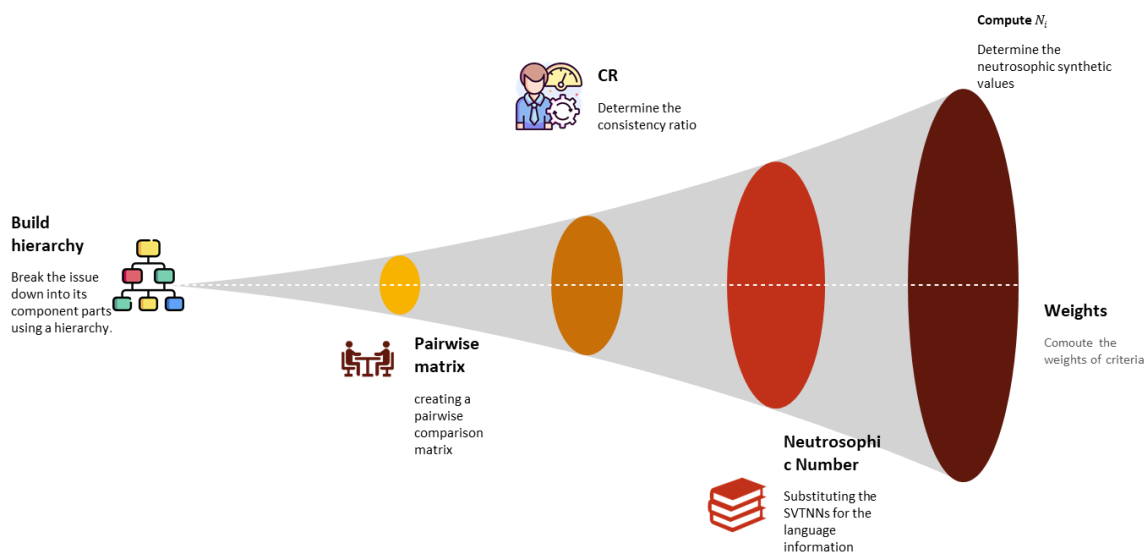 Build
hierarchy
Break the issue
down into its
component parts
using a hierarchy.
Pairwise
matrix
creating a
pairwise
comparison
matrix
CR
Determine the
consistency ratio
Neutrosophi
c Number
Substituting the
SVTNNs for the
language
information
Compute N_i
Determine the
neutrosophic synthetic
values
Weights
Comoute the
weights of criteria